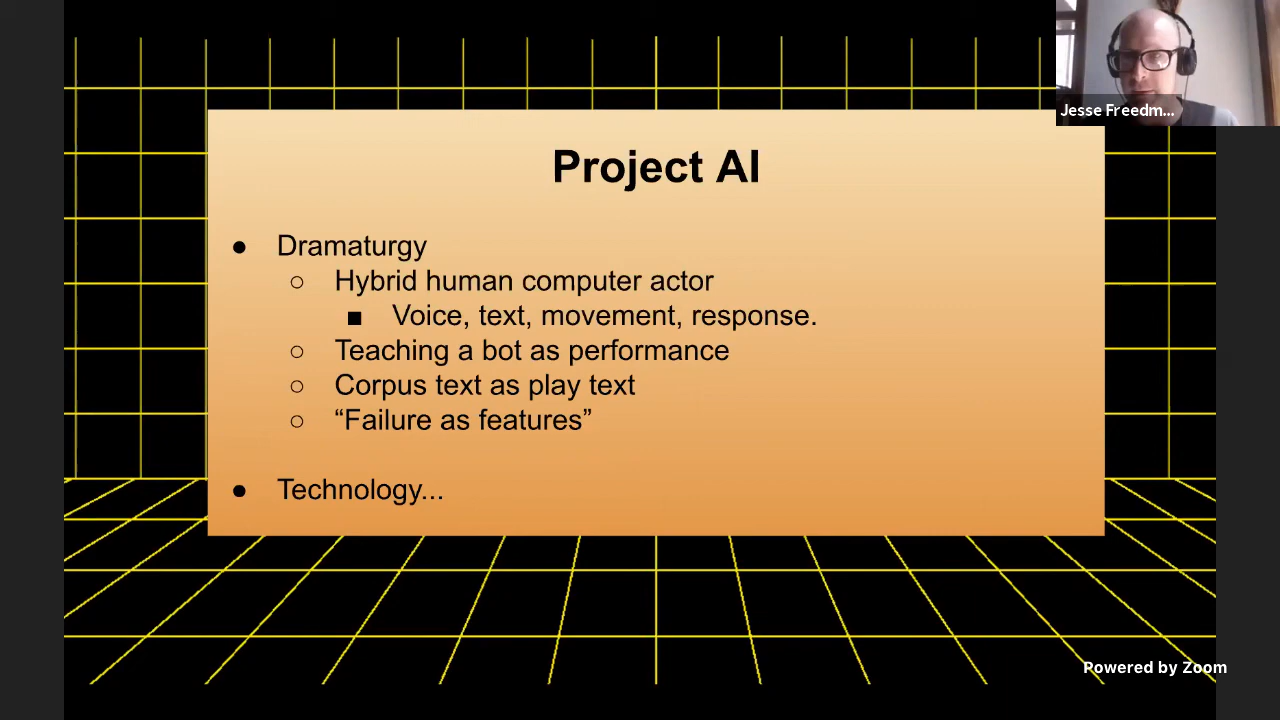 Project AI
● Dramaturgy
○ Hybrid human computer actor
■ Voice, text, movement, response.
○ Teaching a bot as performance
○ Corpus text as play text
○ “Failure as features”
● Technology...
Jesse Freedm...
Powered by Zoom